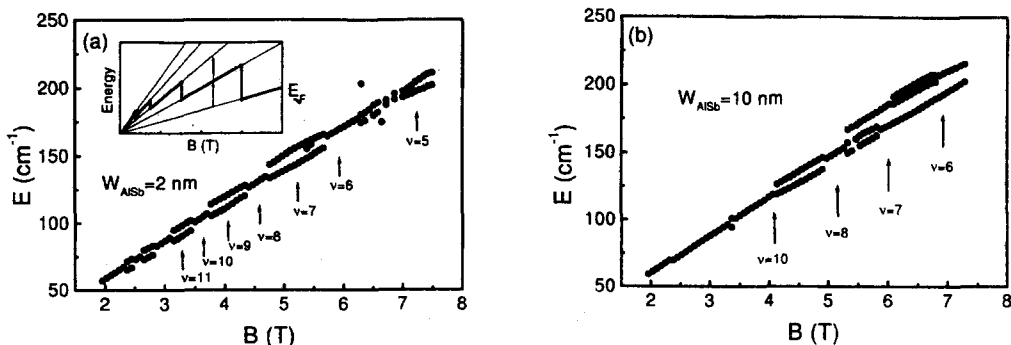 (a)
Energy
B (T)
E_F
W_AlSb=2 nm
ν=11
ν=10
ν=9
ν=8
ν=7
ν=6
ν=5
E (cm⁻¹)
250
200
150
100
50
2 3 4 5 6 7 8
B (T)
(b)
W_AlSb=10 nm
ν=10
ν=8
ν=7
ν=6
E (cm⁻¹)
250
200
150
100
50
2 3 4 5 6 7 8
B (T)